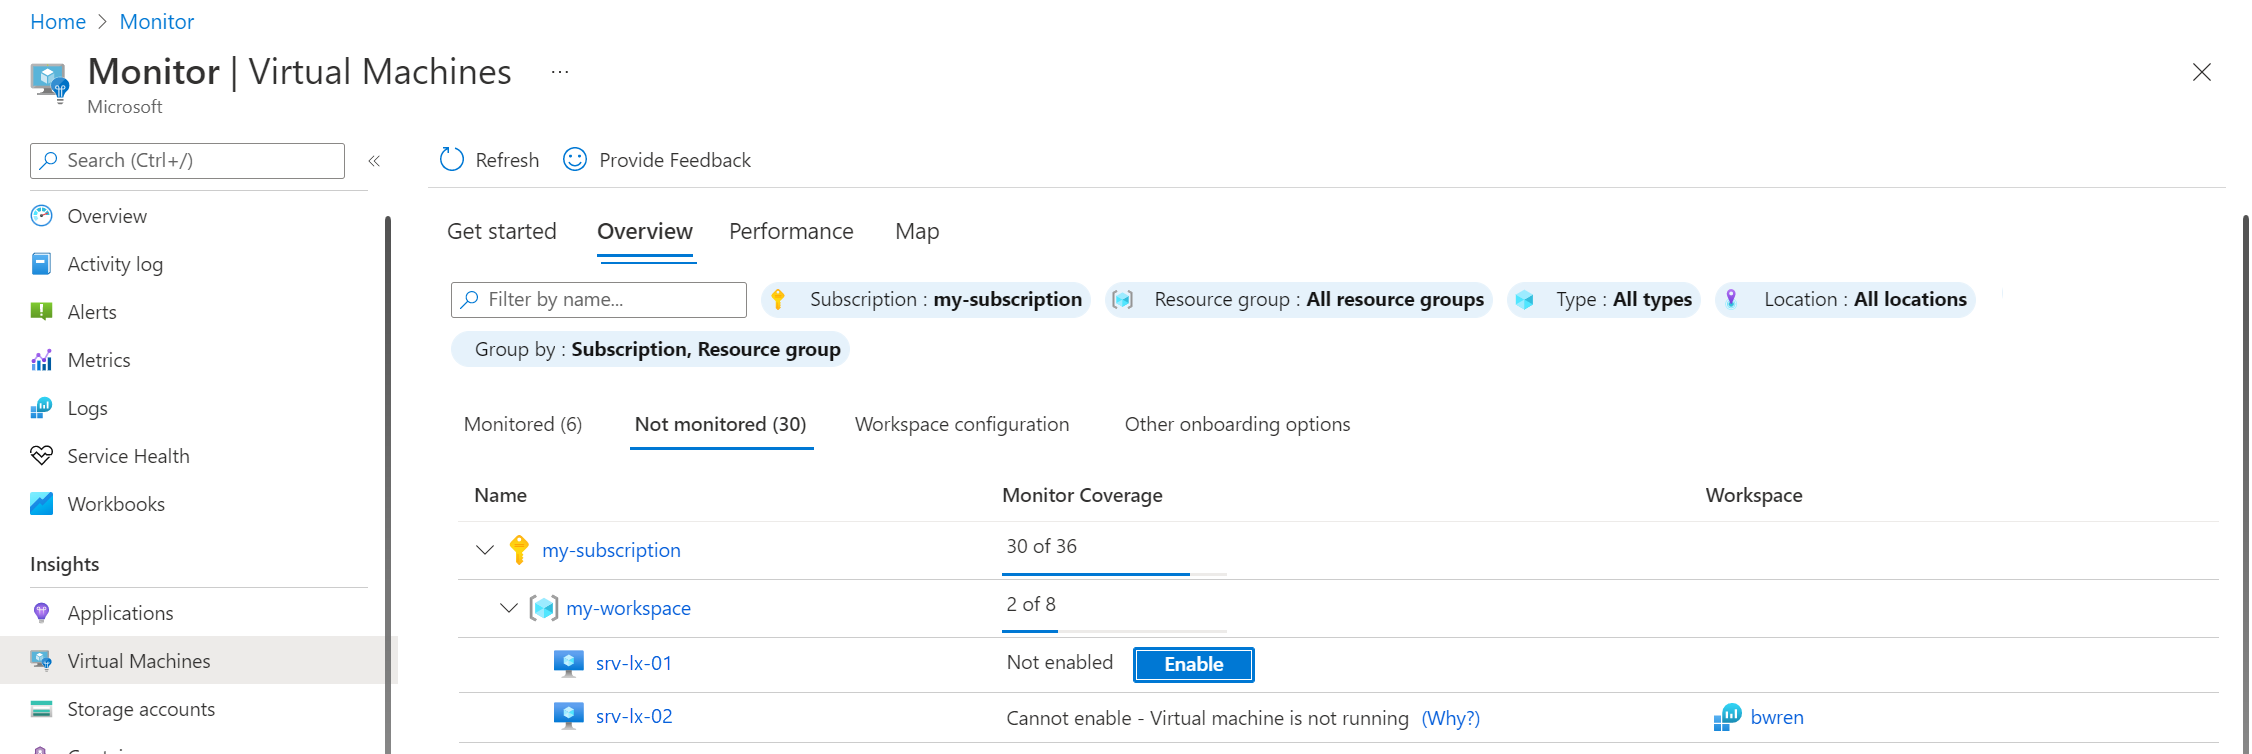 Home > Monitor
Monitor | Virtual Machines ...
Microsoft
Search (Ctrl+/) «
Refresh Provide Feedback
Overview
Activity log
Alerts
Metrics
Logs
Service Health
Workbooks
Insights
Applications
Virtual Machines
Storage accounts
Get started Overview Performance Map
Filter by name... Subscription : my-subscription Resource group : All resource groups Type : All types Location : All locations
Group by : Subscription, Resource group
Monitored (6) Not monitored (30) Workspace configuration Other onboarding options
Name Monitor Coverage Workspace
my-subscription 30 of 36
my-workspace 2 of 8
srv-lx-01 Not enabled Enable
srv-lx-02 Cannot enable - Virtual machine is not running (Why?) bwren